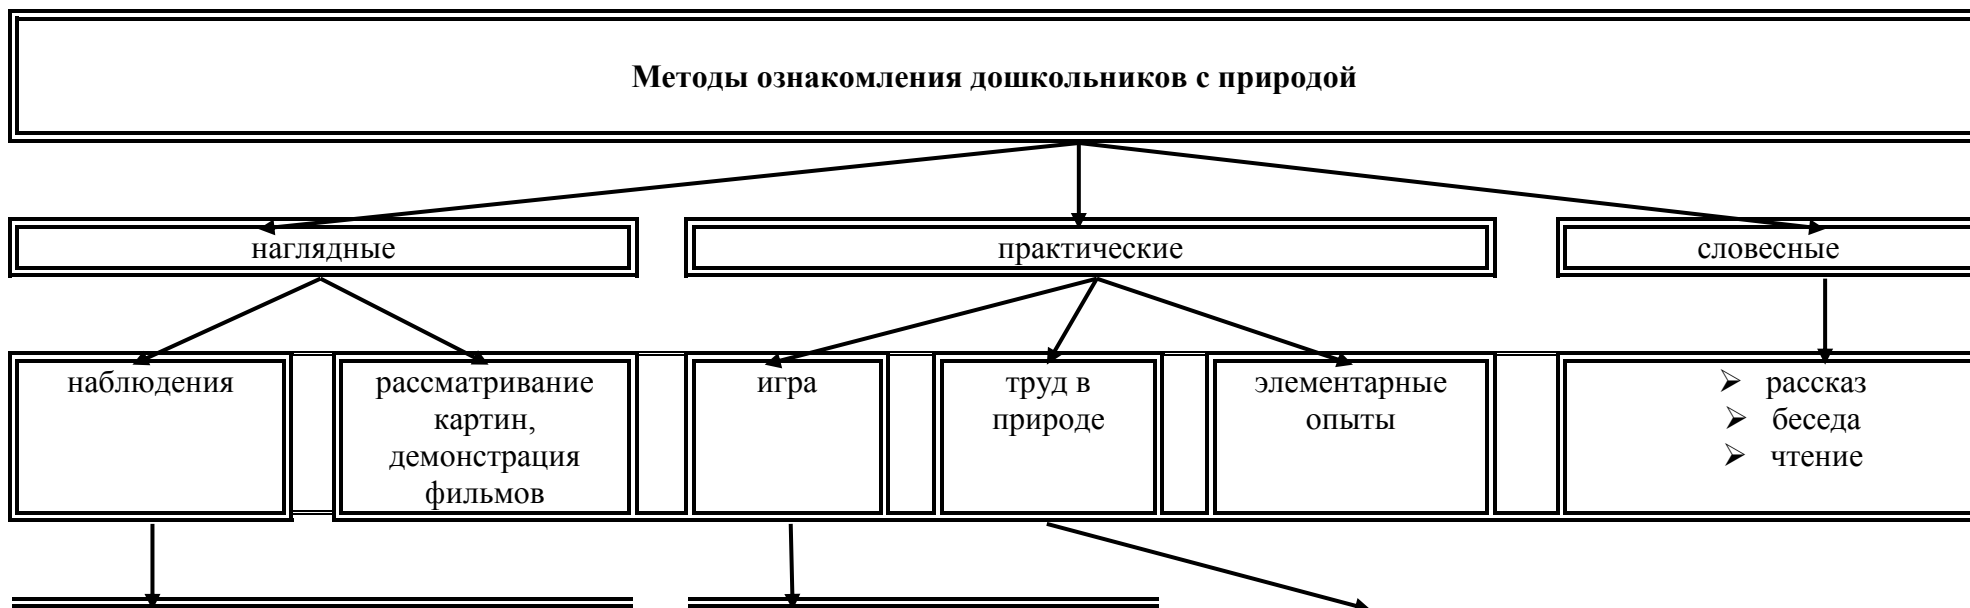 Методы ознакомления дошкольников с природой
наглядные
практические
словесные
наблюдения
рассматривание
картин,
демонстрация
фильмов
игра
труд в
природе
элементарные
опыты
➢ рассказ
➢ беседа
➢ чтение